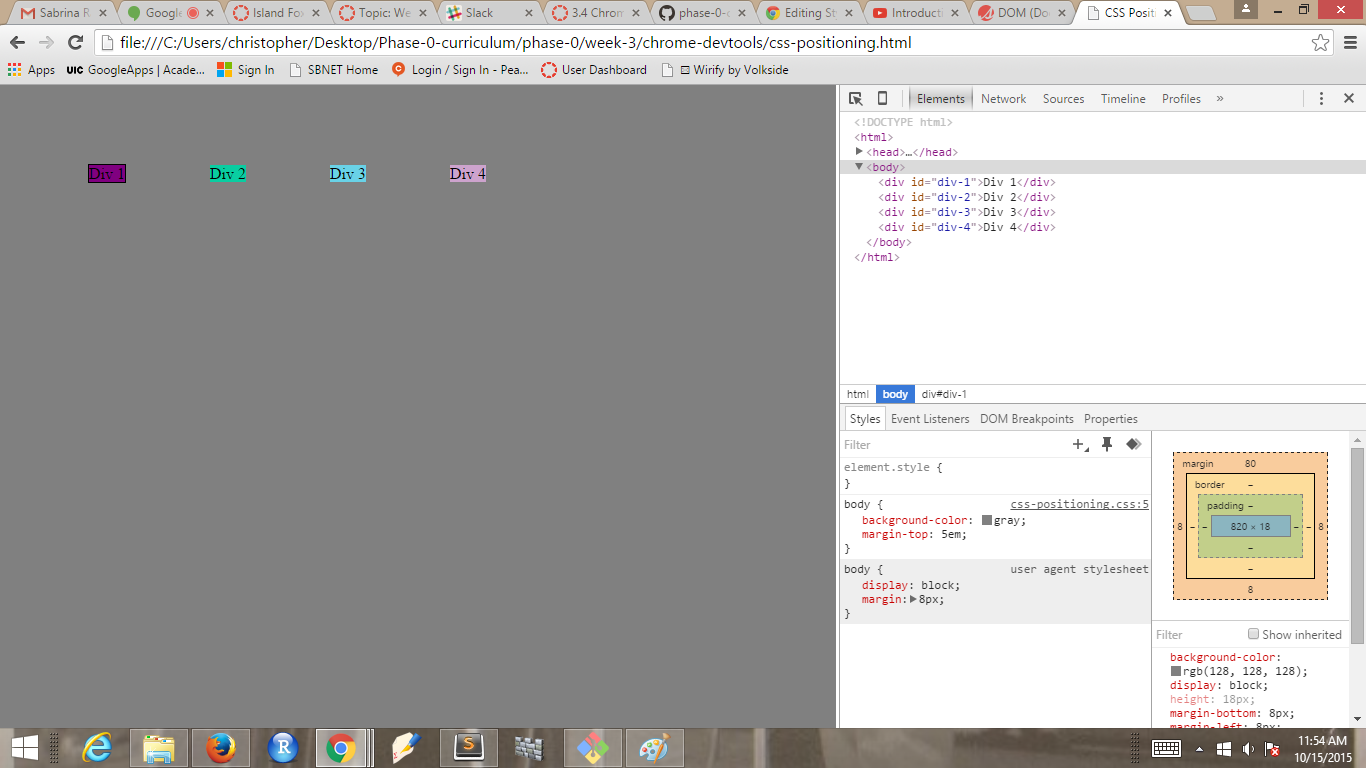 Sabrina R
Google
Island Fo
Topic: We
Slack
3.4 Chrom
phase-0-c
Editing St
Introducti
DOM (Do
CSS Posit
file:///C:/Users/christopher/Desktop/Phase-0-curriculum/phase-0/week-3/chrome-devtools/css-positioning.html
Apps UIC GoogleApps | Acade... Sign In SBNET Home Login / Sign In - Pea... User Dashboard Wirify by Volkside
Div 1 Div 2 Div 3 Div 4
Elements Network Sources Timeline Profiles »
<!DOCTYPE html>
<html>
<head>…</head>
<body>
<div id="div-1">Div 1</div>
<div id="div-2">Div 2</div>
<div id="div-3">Div 3</div>
<div id="div-4">Div 4</div>
</body>
</html>
html body div#div-1
Styles Event Listeners DOM Breakpoints Properties
Filter
element.style {
}
body { css-positioning.css:5
background-color: gray;
margin-top: 5em;
}
body { user agent stylesheet
display: block;
margin: 8px;
}
margin 80
border –
padding –
8 – – 820 × 18 – – 8
–
–
8
Filter Show inherited
background-color:
rgb(128, 128, 128);
display: block;
height: 18px;
margin-bottom: 8px;
margin-left: 8px;
11:54 AM
10/15/2015